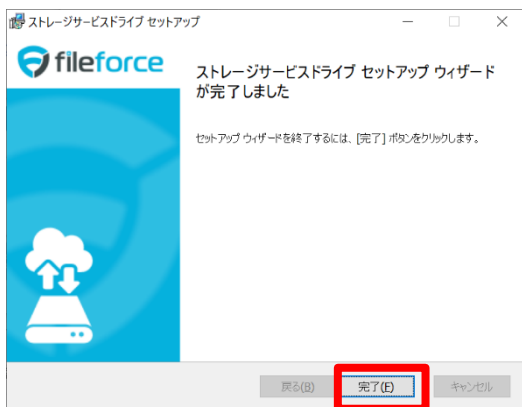 ストレージサービスドライブ セットアップ
fileforce
ストレージサービスドライブ セットアップ ウィザード
が完了しました
セットアップ ウィザードを終了するには、[完了] ボタンをクリックします。
戻る(B)
完了(F)
キャンセル